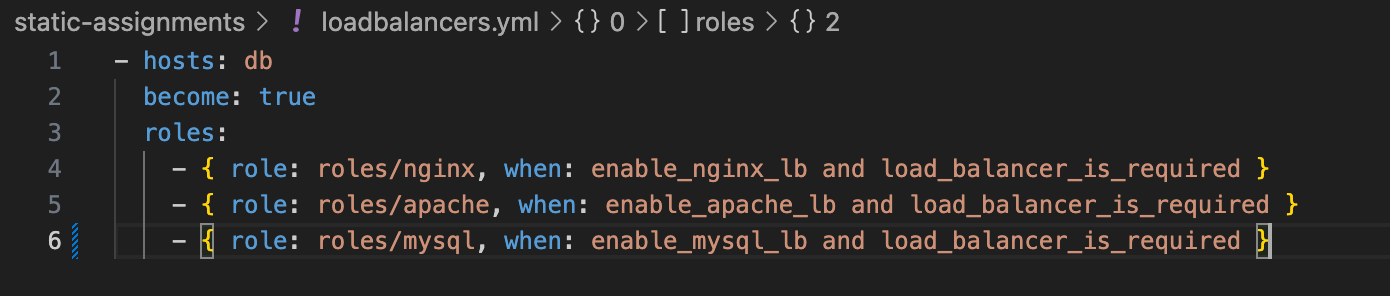 static-assignments > ! loadbalancers.yml > {} 0 > [ ] roles > {} 2
1 - hosts: db
2 become: true
3 roles:
4 - { role: roles/nginx, when: enable_nginx_lb and load_balancer_is_required }
5 - { role: roles/apache, when: enable_apache_lb and load_balancer_is_required }
6 - { role: roles/mysql, when: enable_mysql_lb and load_balancer_is_required }